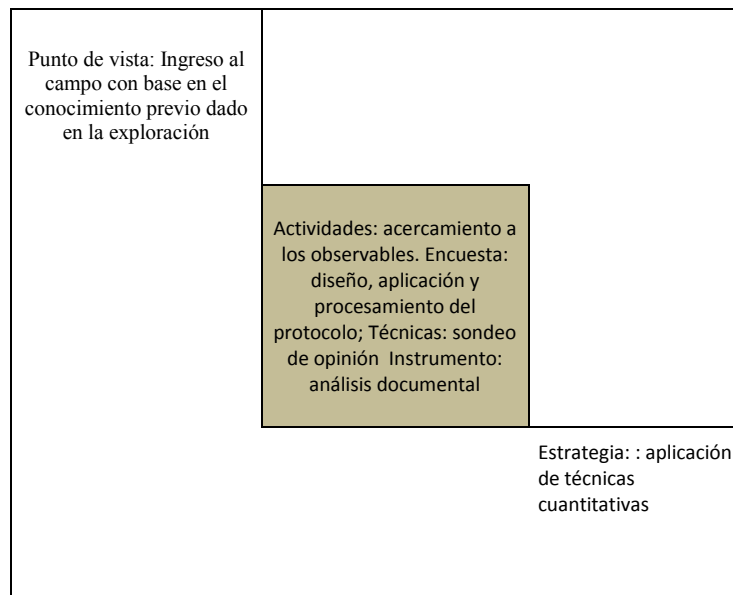 Punto de vista: Ingreso al
campo con base en el
conocimiento previo dado
en la exploración
Actividades: acercamiento a
los observables. Encuesta:
diseño, aplicación y
procesamiento del
protocolo; Técnicas: sondeo
de opinión  Instrumento:
análisis documental
Estrategia: : aplicación
de técnicas
cuantitativas